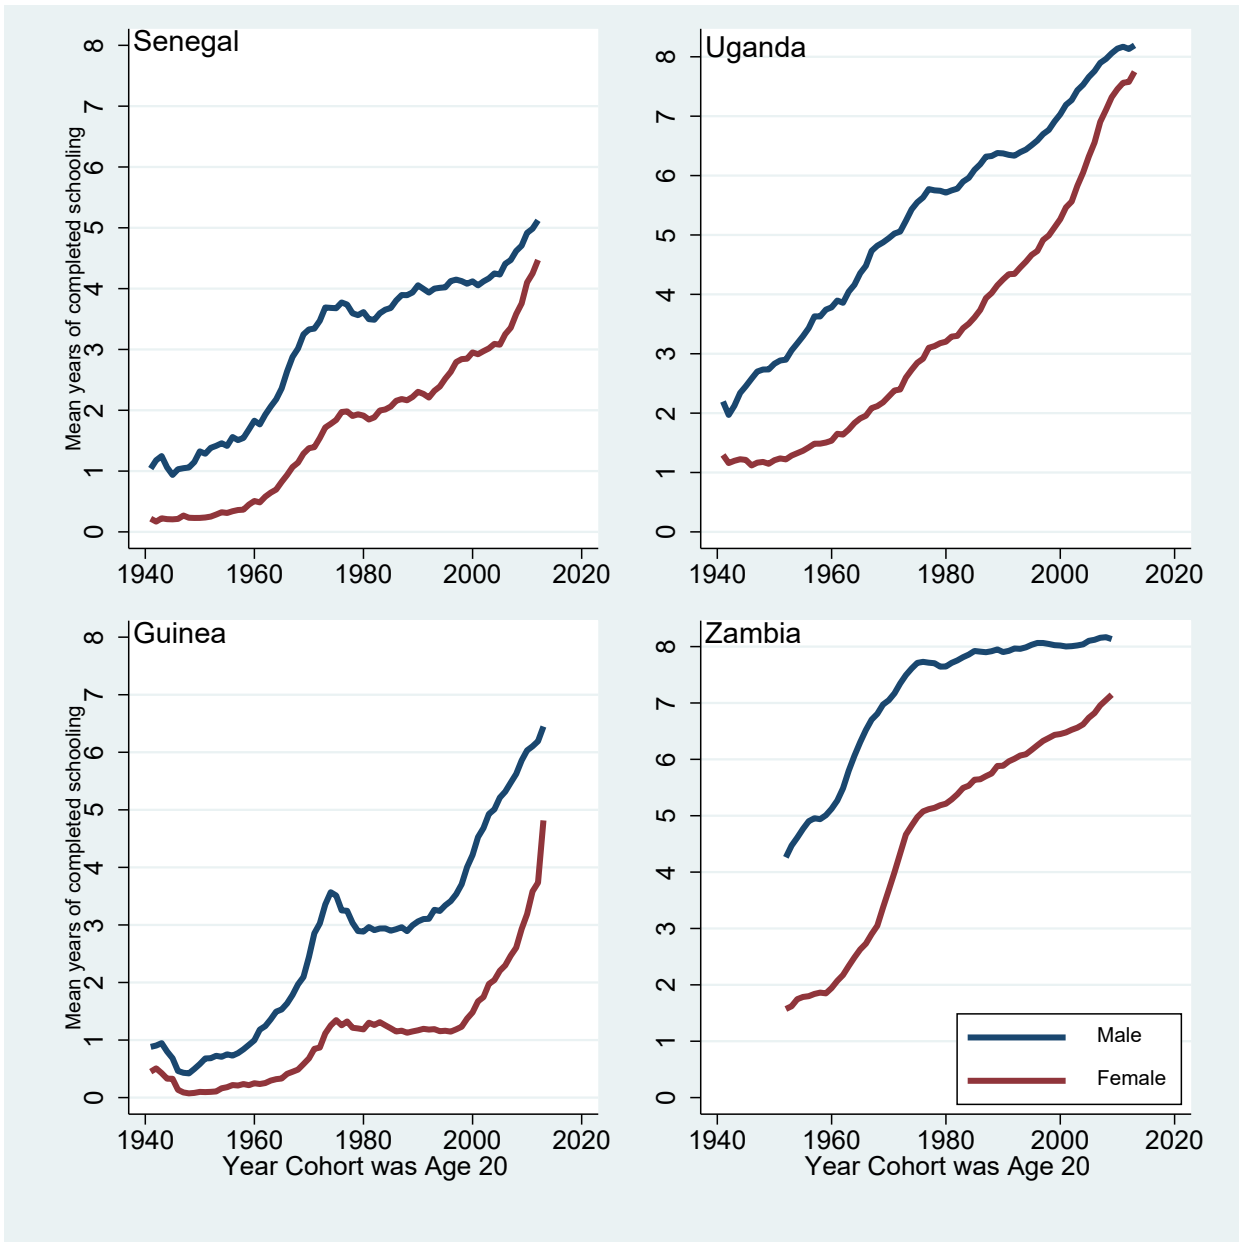 Senegal
Mean years of completed schooling
8
7
6
5
4
3
2
1
0
1940 1960 1980 2000 2020
Uganda
8
7
6
5
4
3
2
1
0
1940 1960 1980 2000 2020
Guinea
Mean years of completed schooling
8
7
6
5
4
3
2
1
0
1940 1960 1980 2000 2020
Year Cohort was Age 20
Zambia
8
7
6
5
4
3
2
1
0
Male
Female
1940 1960 1980 2000 2020
Year Cohort was Age 20